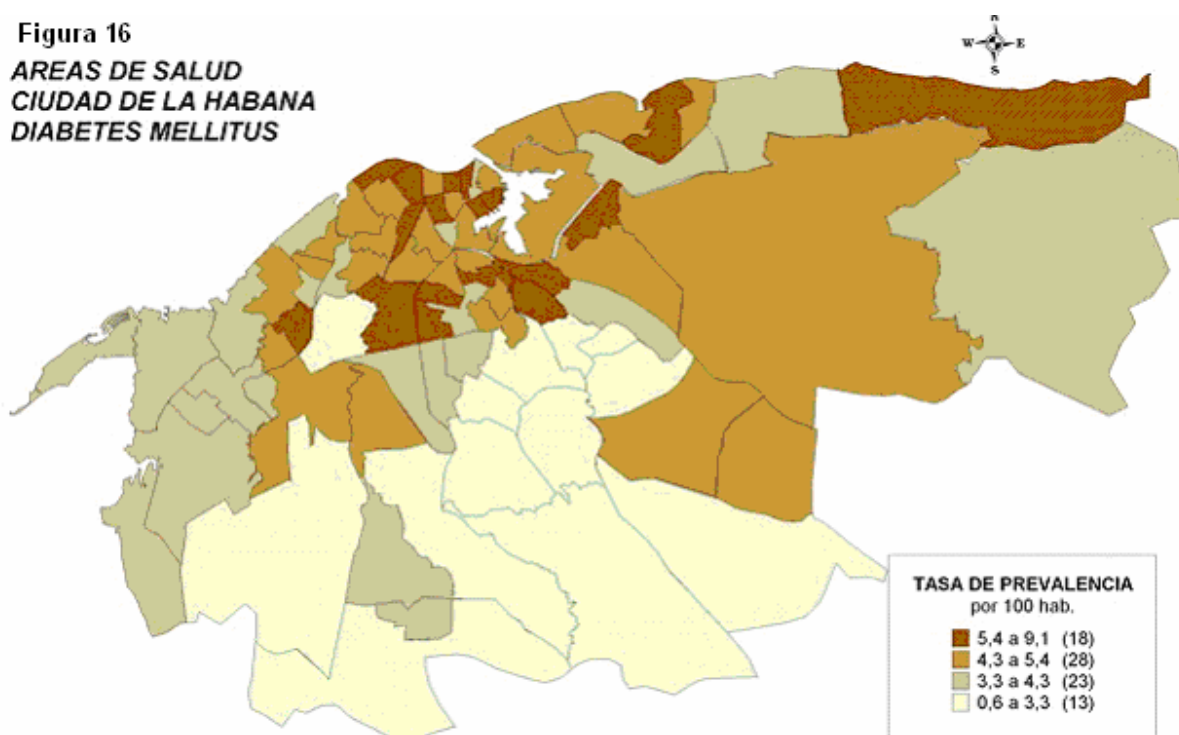 Figura 16
AREAS DE SALUD
CIUDAD DE LA HABANA
DIABETES MELLITUS
W E
S
TASA DE PREVALENCIA
por 100 hab.
5,4 a 9,1 (18)
4,3 a 5,4 (28)
3,3 a 4,3 (23)
0,6 a 3,3 (13)